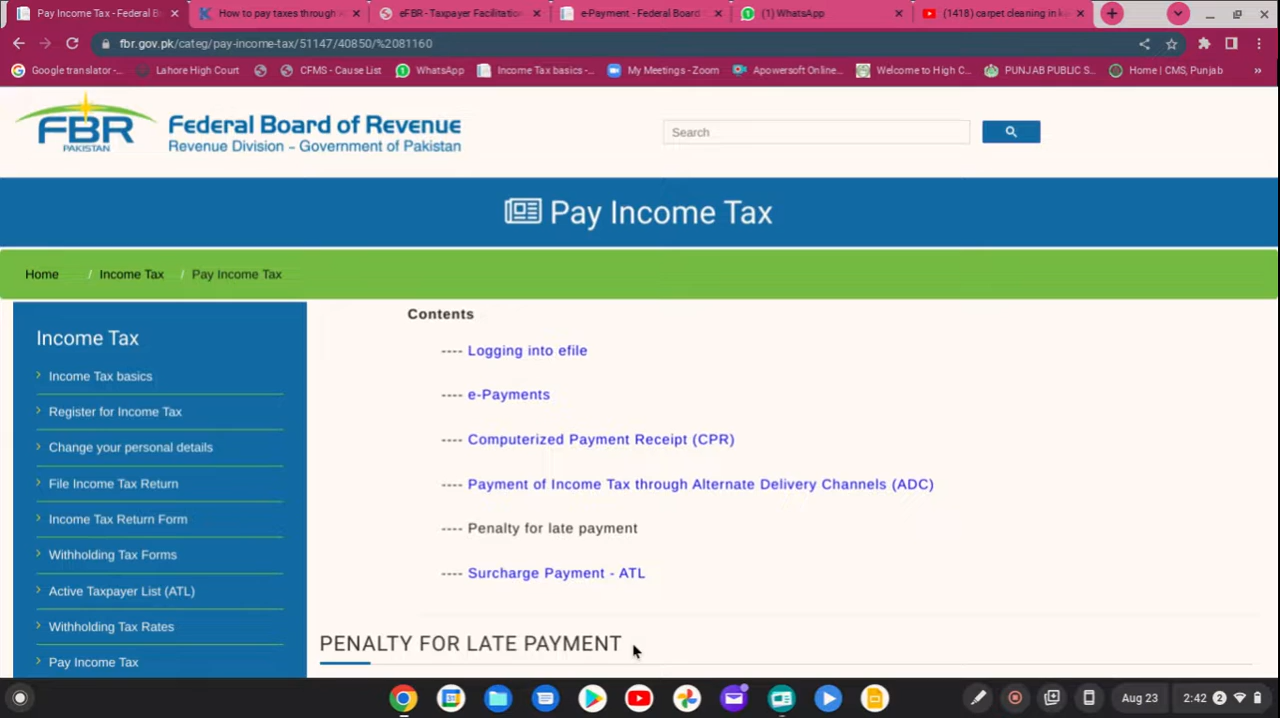 Pay Income Tax - Federal B
How to pay taxes through
eFBR - Taxpayer Facilitatio
e-Payment - Federal Board
(1) WhatsApp
(1418) carpet cleaning in k
fbr.gov.pk/categ/pay-income-tax/51147/40850/%2081160
Google translator -...
Lahore High Court
CFMS - Cause List
WhatsApp
Income Tax basics -...
My Meetings - Zoom
Apowersoft Online...
Welcome to High C...
PUNJAB PUBLIC S...
Home | CMS, Punjab
»
FBR
PAKISTAN
Federal Board of Revenue
Revenue Division – Government of Pakistan
Search
Pay Income Tax
Home / Income Tax / Pay Income Tax
Contents
Income Tax
---- Logging into efile
Income Tax basics
---- e-Payments
Register for Income Tax
---- Computerized Payment Receipt (CPR)
Change your personal details
---- Payment of Income Tax through Alternate Delivery Channels (ADC)
File Income Tax Return
Income Tax Return Form
---- Penalty for late payment
Withholding Tax Forms
---- Surcharge Payment - ATL
Active Taxpayer List (ATL)
Withholding Tax Rates
PENALTY FOR LATE PAYMENT
Pay Income Tax
Aug 23
2:42
2